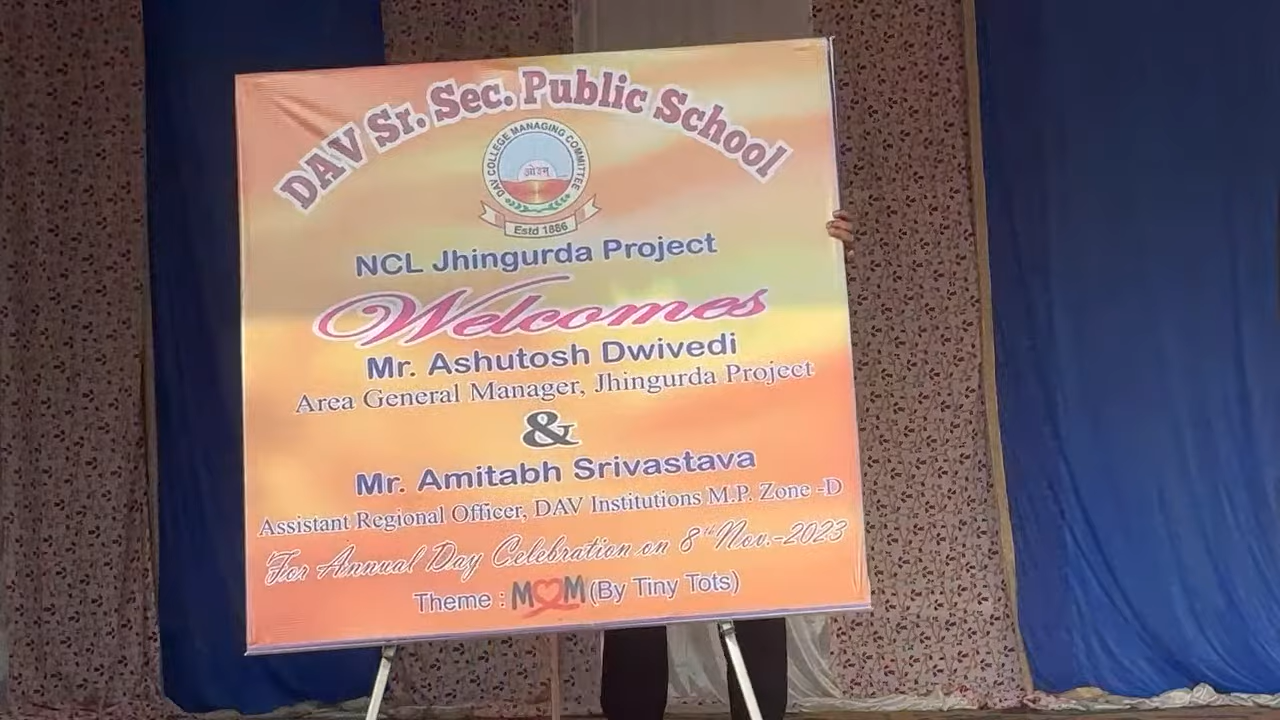 DAV Sr. Sec. Public School
DAV COLLEGE MANAGING COMMITTEE
ओ३म्
Estd 1886
NCL Jhingurda Project
Welcomes
Mr. Ashutosh Dwivedi
Area General Manager, Jhingurda Project
&
Mr. Amitabh Srivastava
Assistant Regional Officer, DAV Institutions M.P. Zone -D
For Annual Day Celebration on 8th Nov.-2023
Theme : MOM (By Tiny Tots)